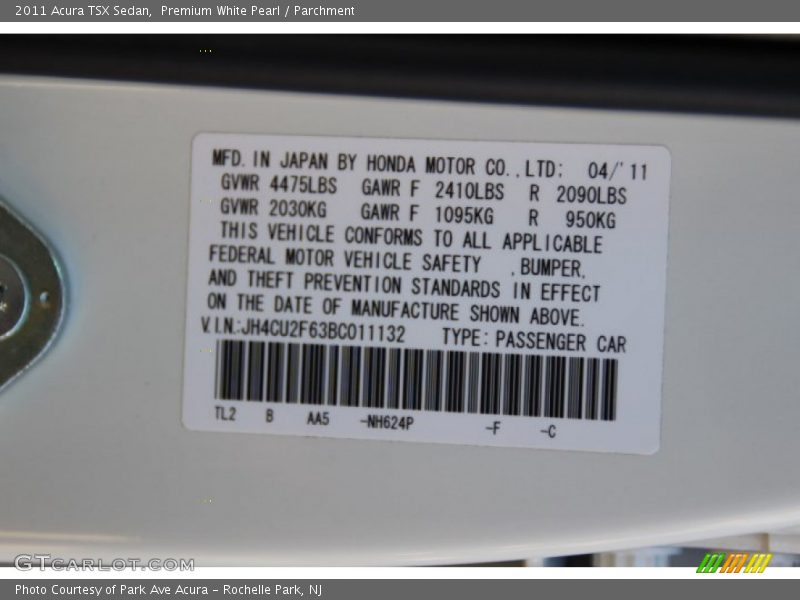 2011 Acura TSX Sedan,  Premium White Pearl / Parchment
MFD. IN JAPAN BY HONDA MOTOR CO.,LTD: 04/'11
GVWR 4475LBS GAWR F 2410LBS R 2090LBS
GVWR 2030KG GAWR F 1095KG R 950KG
THIS VEHICLE CONFORMS TO ALL APPLICABLE
FEDERAL MOTOR VEHICLE SAFETY ,BUMPER,
AND THEFT PREVENTION STANDARDS IN EFFECT
ON THE DATE OF MANUFACTURE SHOWN ABOVE.
V.I.N.:JH4CU2F63BC011132 TYPE: PASSENGER CAR
TL2 B AA5 -NH624P -F -C
GTCARLOT.COM
Photo Courtesy of Park Ave Acura - Rochelle Park, NJ